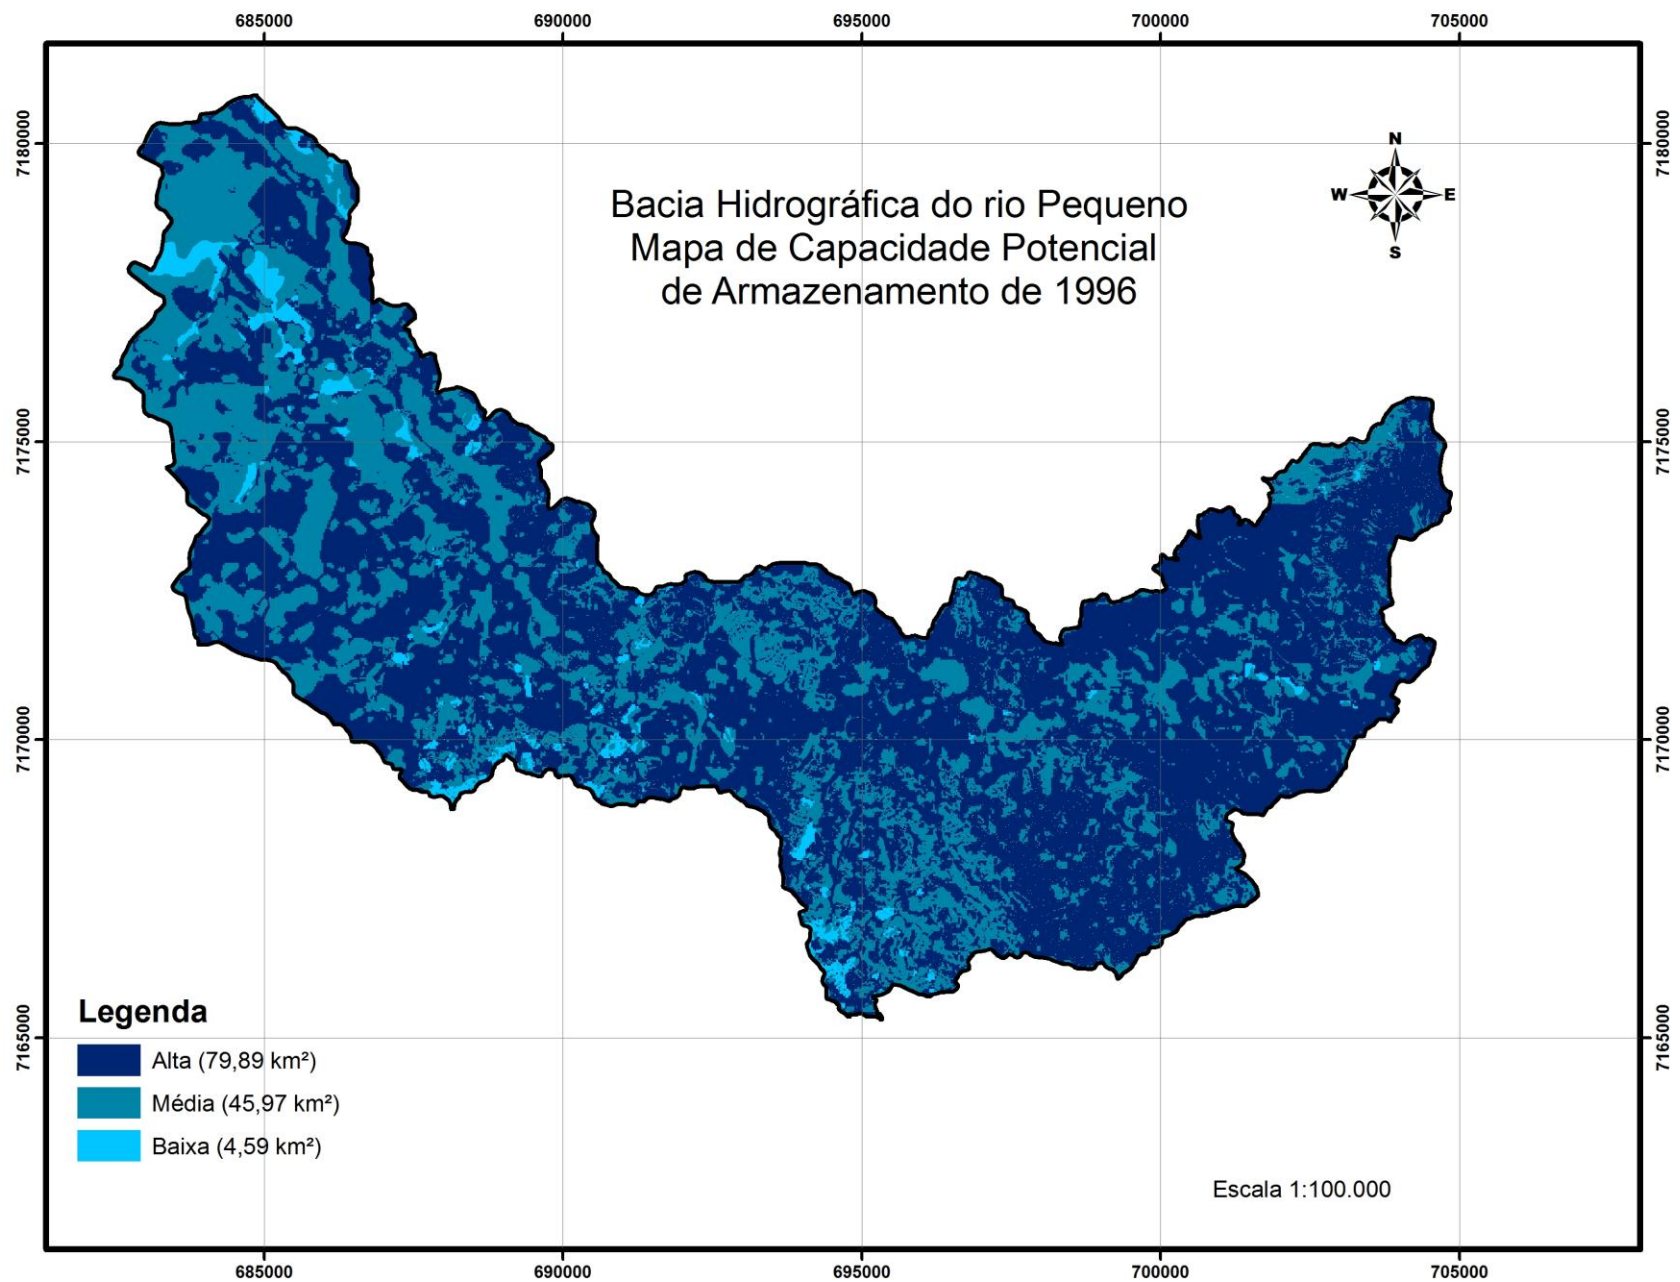 685000 690000 695000 700000 705000
7180000 7180000
N
W E
S
Bacia Hidrográfica do rio Pequeno
Mapa de Capacidade Potencial
de Armazenamento de 1996
7175000 7175000
7170000 7170000
Legenda
7165000 7165000
Alta (79,89 km²)
Média (45,97 km²)
Baixa (4,59 km²)
Escala 1:100.000
685000 690000 695000 700000 705000